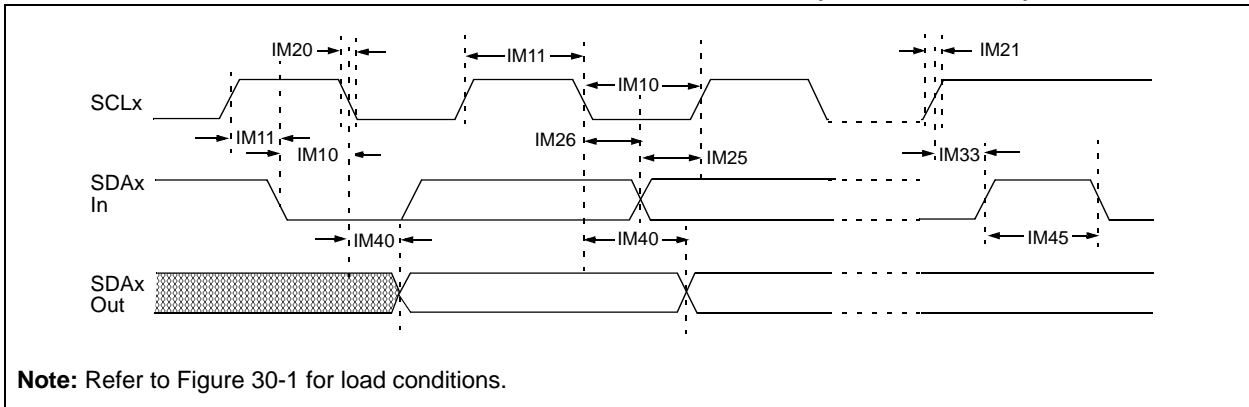 IM20
IM11
IM21
IM10
SCLx
IM11
IM26
IM10
IM25
IM33
SDAx
In
IM40
IM40
IM45
SDAx
Out
Note: Refer to Figure 30-1 for load conditions.